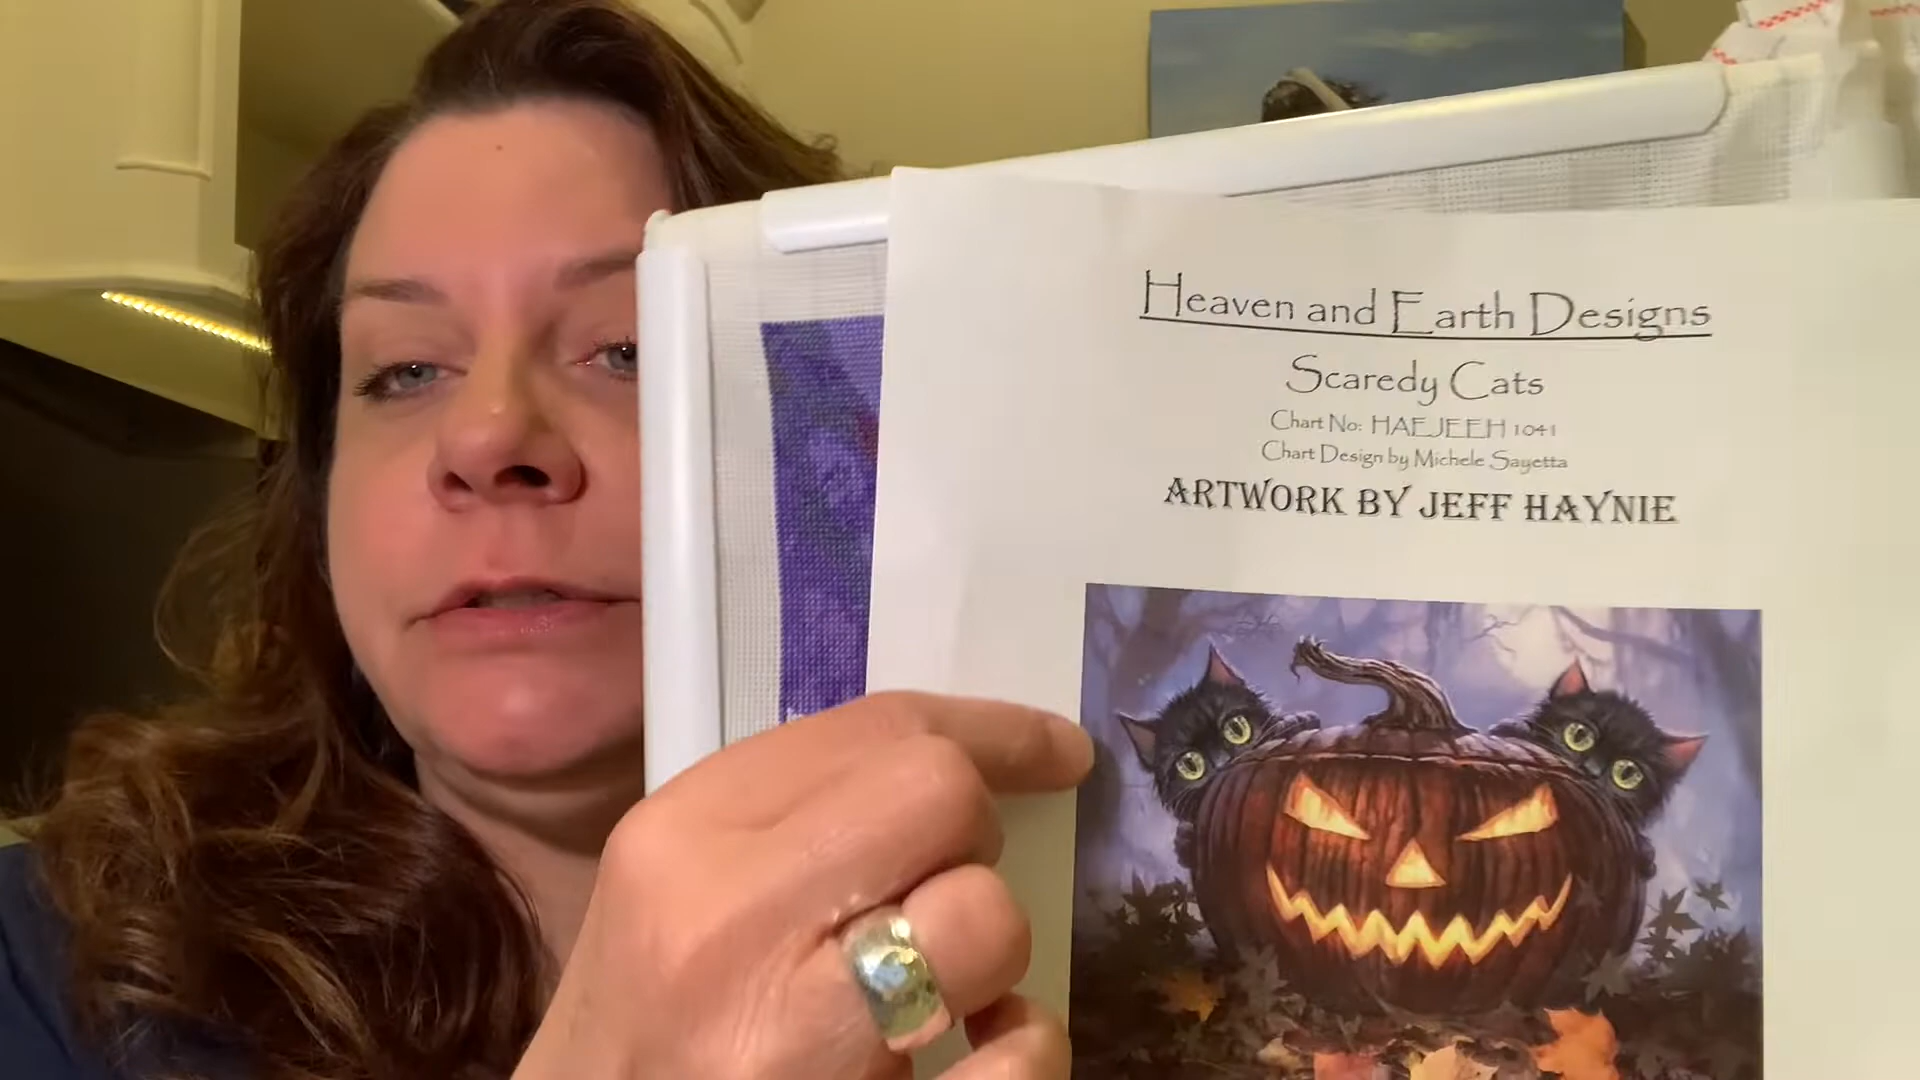 Heaven and Earth Designs
Scaredy Cats
Chart No: HAEJEEH 1041
Chart Design by Michele Sayetta
ARTWORK BY JEFF HAYNIE